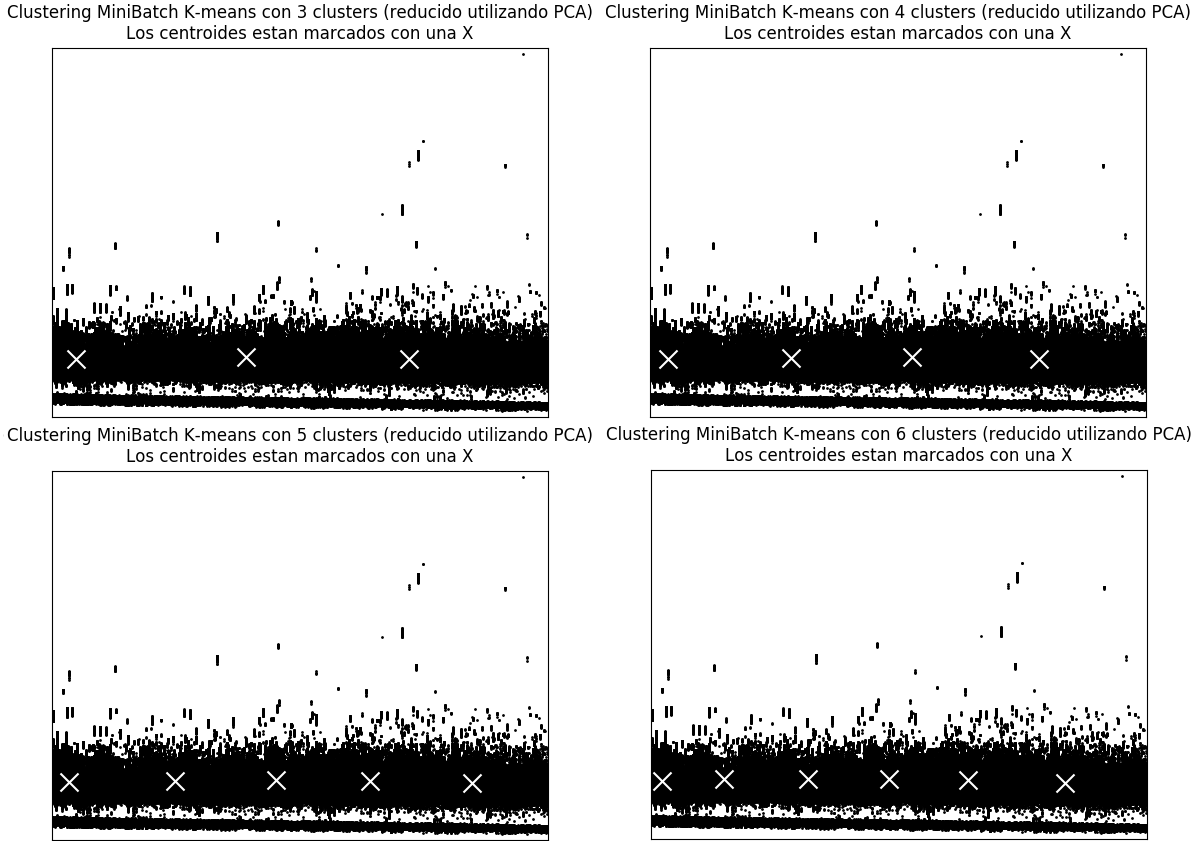 Clustering MiniBatch K-means con 3 clusters (reducido utilizando PCA)
Los centroides estan marcados con una X
Clustering MiniBatch K-means con 4 clusters (reducido utilizando PCA)
Los centroides estan marcados con una X
Clustering MiniBatch K-means con 5 clusters (reducido utilizando PCA)
Los centroides estan marcados con una X
Clustering MiniBatch K-means con 6 clusters (reducido utilizando PCA)
Los centroides estan marcados con una X